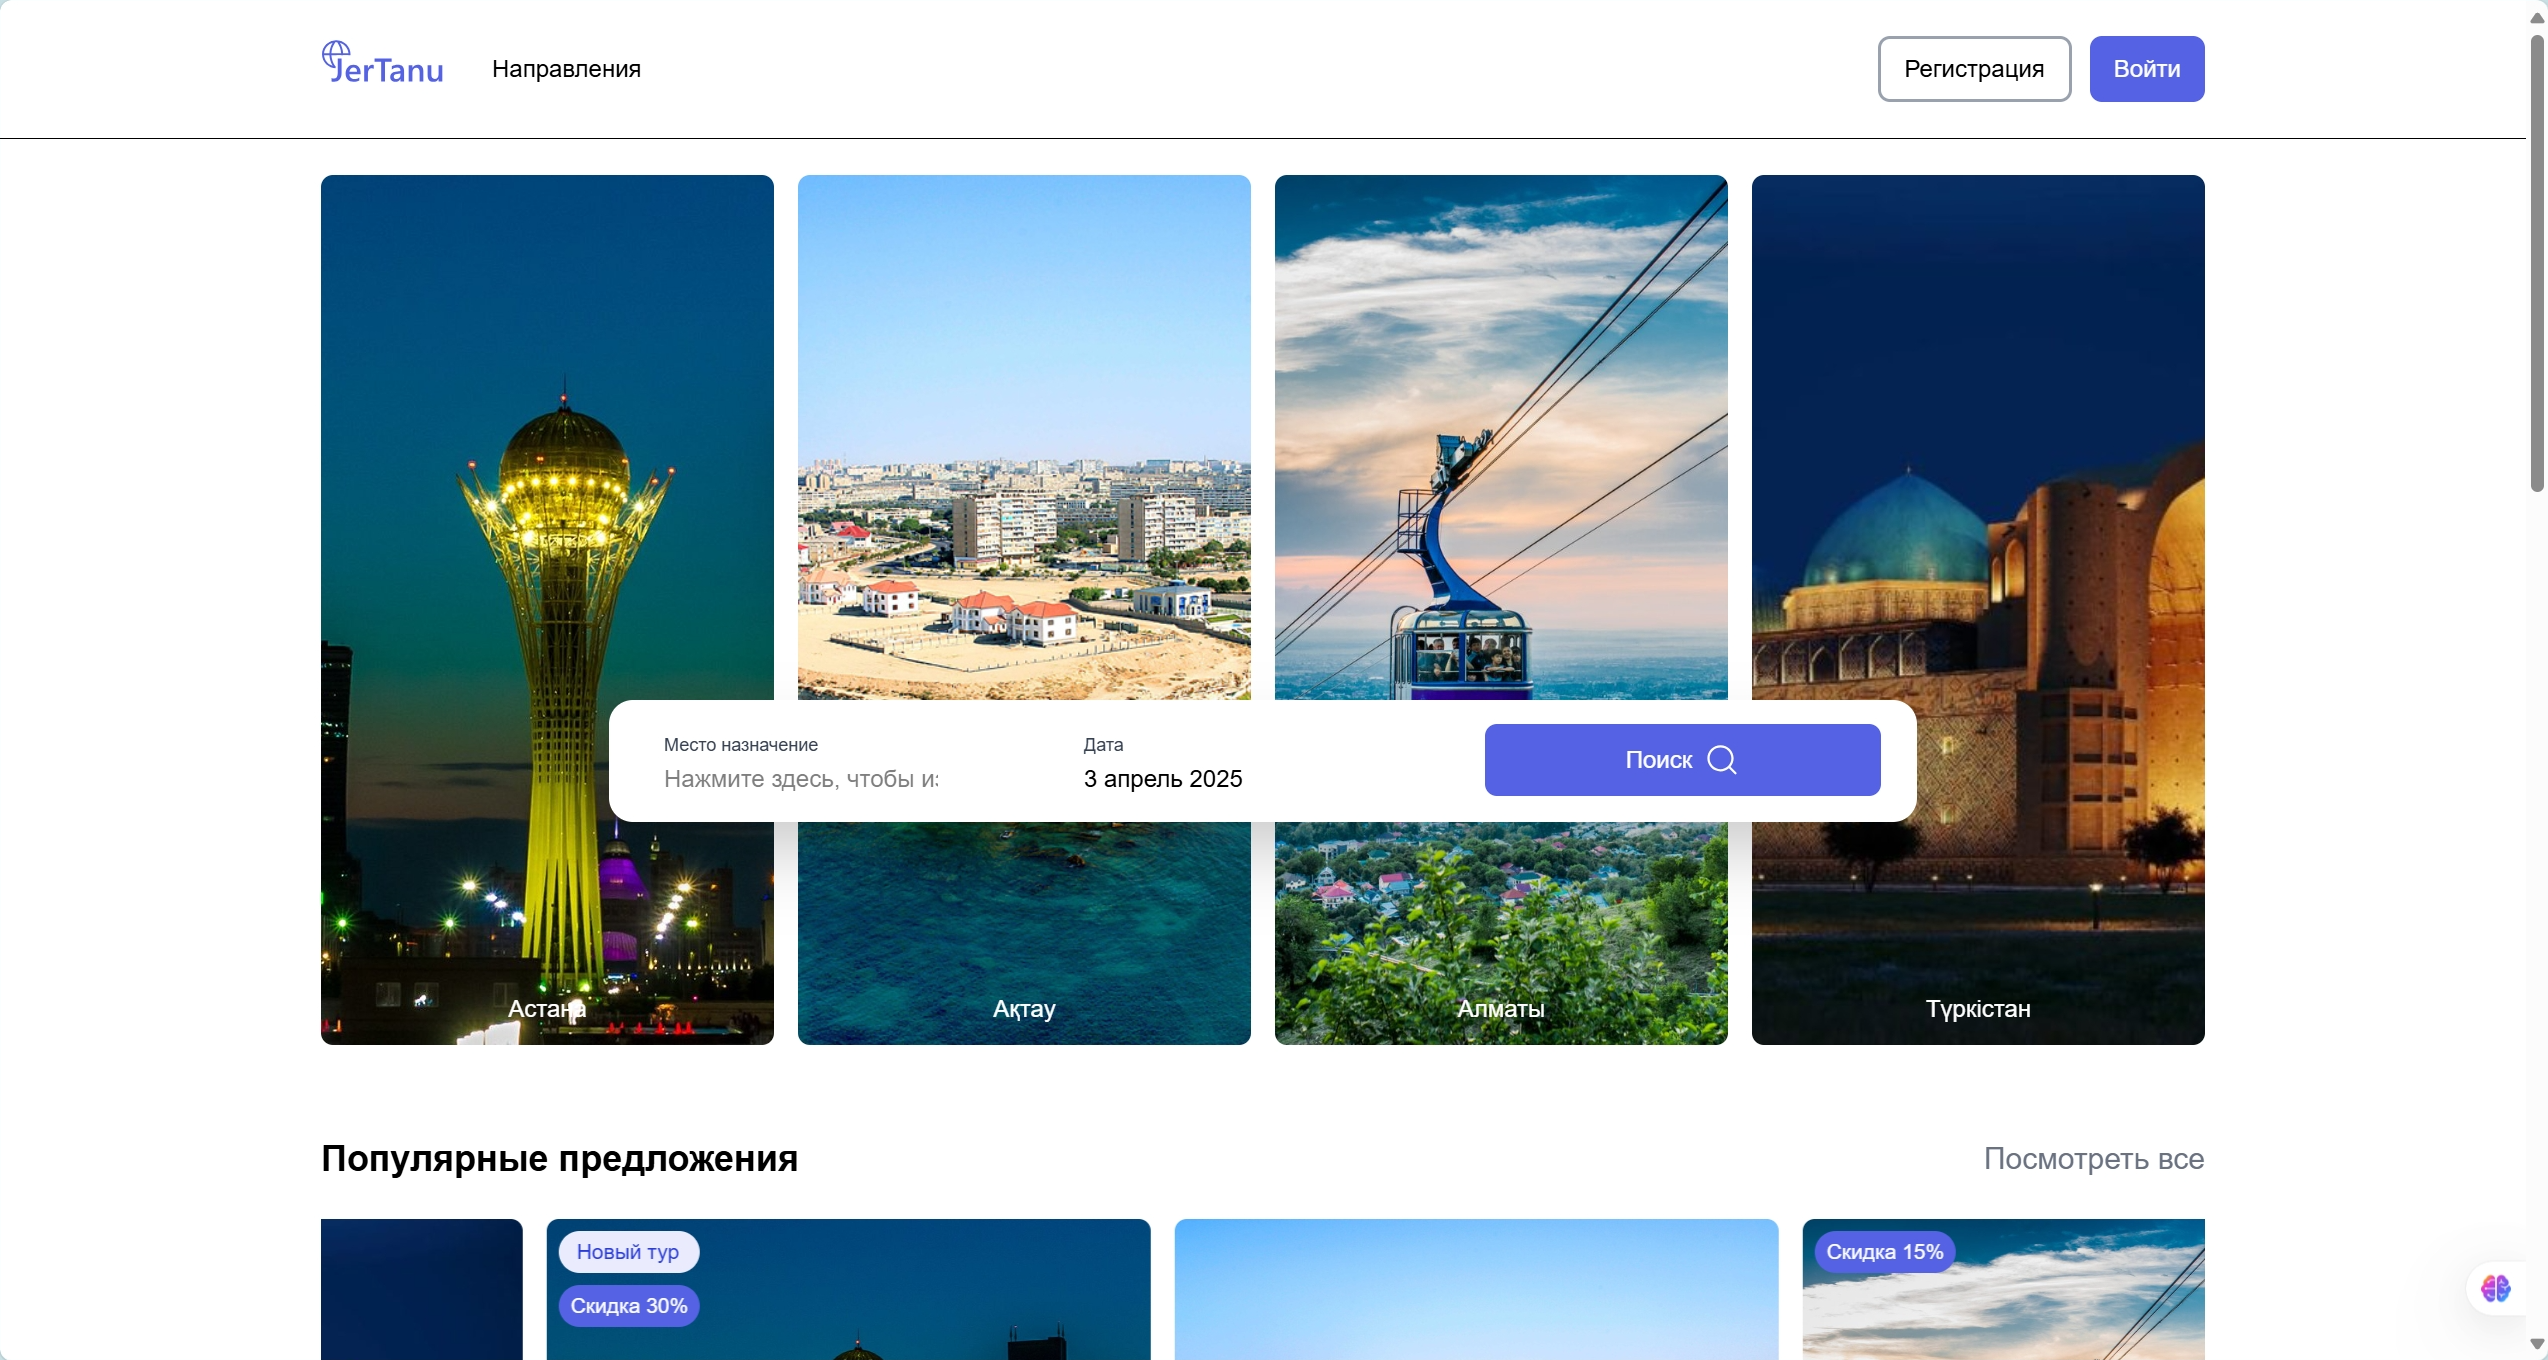 JerTanu
Направления
Регистрация
Войти
Место назначение
Нажмите здесь, чтобы
Дата
3 апрель 2025
Поиск
Астана
Ақтау
Алматы
Түркістан
Популярные предложения
Посмотреть все
Новый тур
Скидка 30%
Скидка 15%